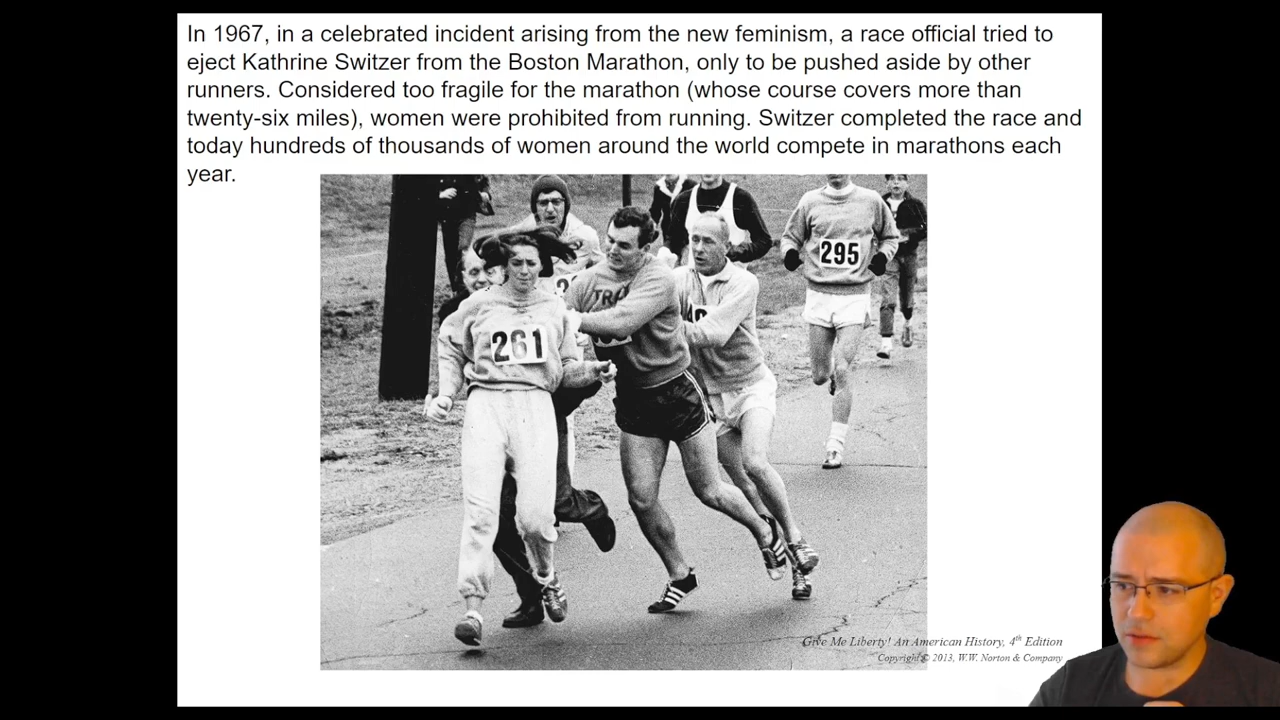 In 1967, in a celebrated incident arising from the new feminism, a race official tried to
eject Kathrine Switzer from the Boston Marathon, only to be pushed aside by other
runners. Considered too fragile for the marathon (whose course covers more than
twenty-six miles), women were prohibited from running. Switzer completed the race and
today hundreds of thousands of women around the world compete in marathons each
year.
295
261
Give Me Liberty! An American History, 4th Edition
Copyright © 2013, W.W. Norton & Company